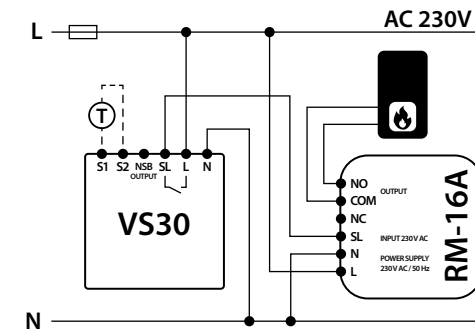 AC 230V
L
T
S1 S2 NSB OUTPUT SL L N
VS30
NO
COM
NC
SL
N
L
OUTPUT
INPUT 230V AC
POWER SUPPLY
230V AC / 50 Hz
RM-16A
N